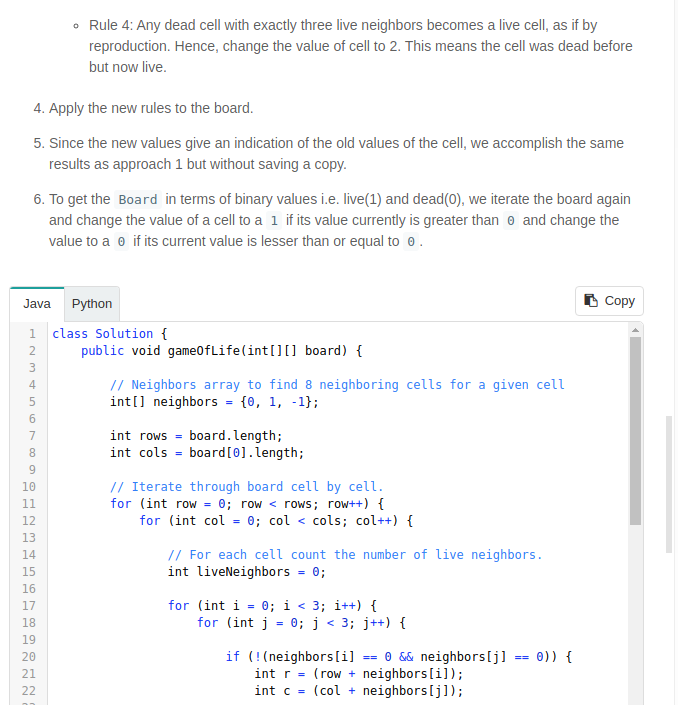 Rule 4: Any dead cell with exactly three live neighbors becomes a live cell, as if by
reproduction. Hence, change the value of cell to 2. This means the cell was dead before
but now live.
4. Apply the new rules to the board.
5. Since the new values give an indication of the old values of the cell, we accomplish the same
results as approach 1 but without saving a copy.
6. To get the Board in terms of binary values i.e. live(1) and dead(0), we iterate the board again
and change the value of a cell to a 1 if its value currently is greater than 0 and change the
value to a 0 if its current value is lesser than or equal to 0 .
Java Python Copy
1 class Solution {
2     public void gameOfLife(int[][] board) {
3
4         // Neighbors array to find 8 neighboring cells for a given cell
5         int[] neighbors = {0, 1, -1};
6
7         int rows = board.length;
8         int cols = board[0].length;
9
10         // Iterate through board cell by cell.
11         for (int row = 0; row < rows; row++) {
12             for (int col = 0; col < cols; col++) {
13
14                 // For each cell count the number of live neighbors.
15                 int liveNeighbors = 0;
16
17                 for (int i = 0; i < 3; i++) {
18                     for (int j = 0; j < 3; j++) {
19
20                         if (!(neighbors[i] == 0 && neighbors[j] == 0)) {
21                             int r = (row + neighbors[i]);
22                             int c = (col + neighbors[j]);